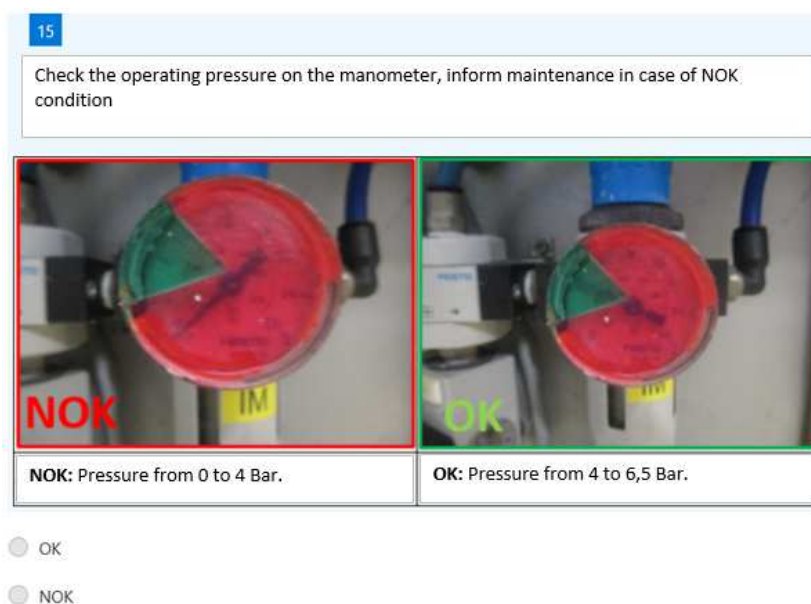 15
Check the operating pressure on the manometer, inform maintenance in case of NOK
condition
NOK
IM
OK
IM
NOK: Pressure from 0 to 4 Bar.
OK: Pressure from 4 to 6,5 Bar.
OK
NOK